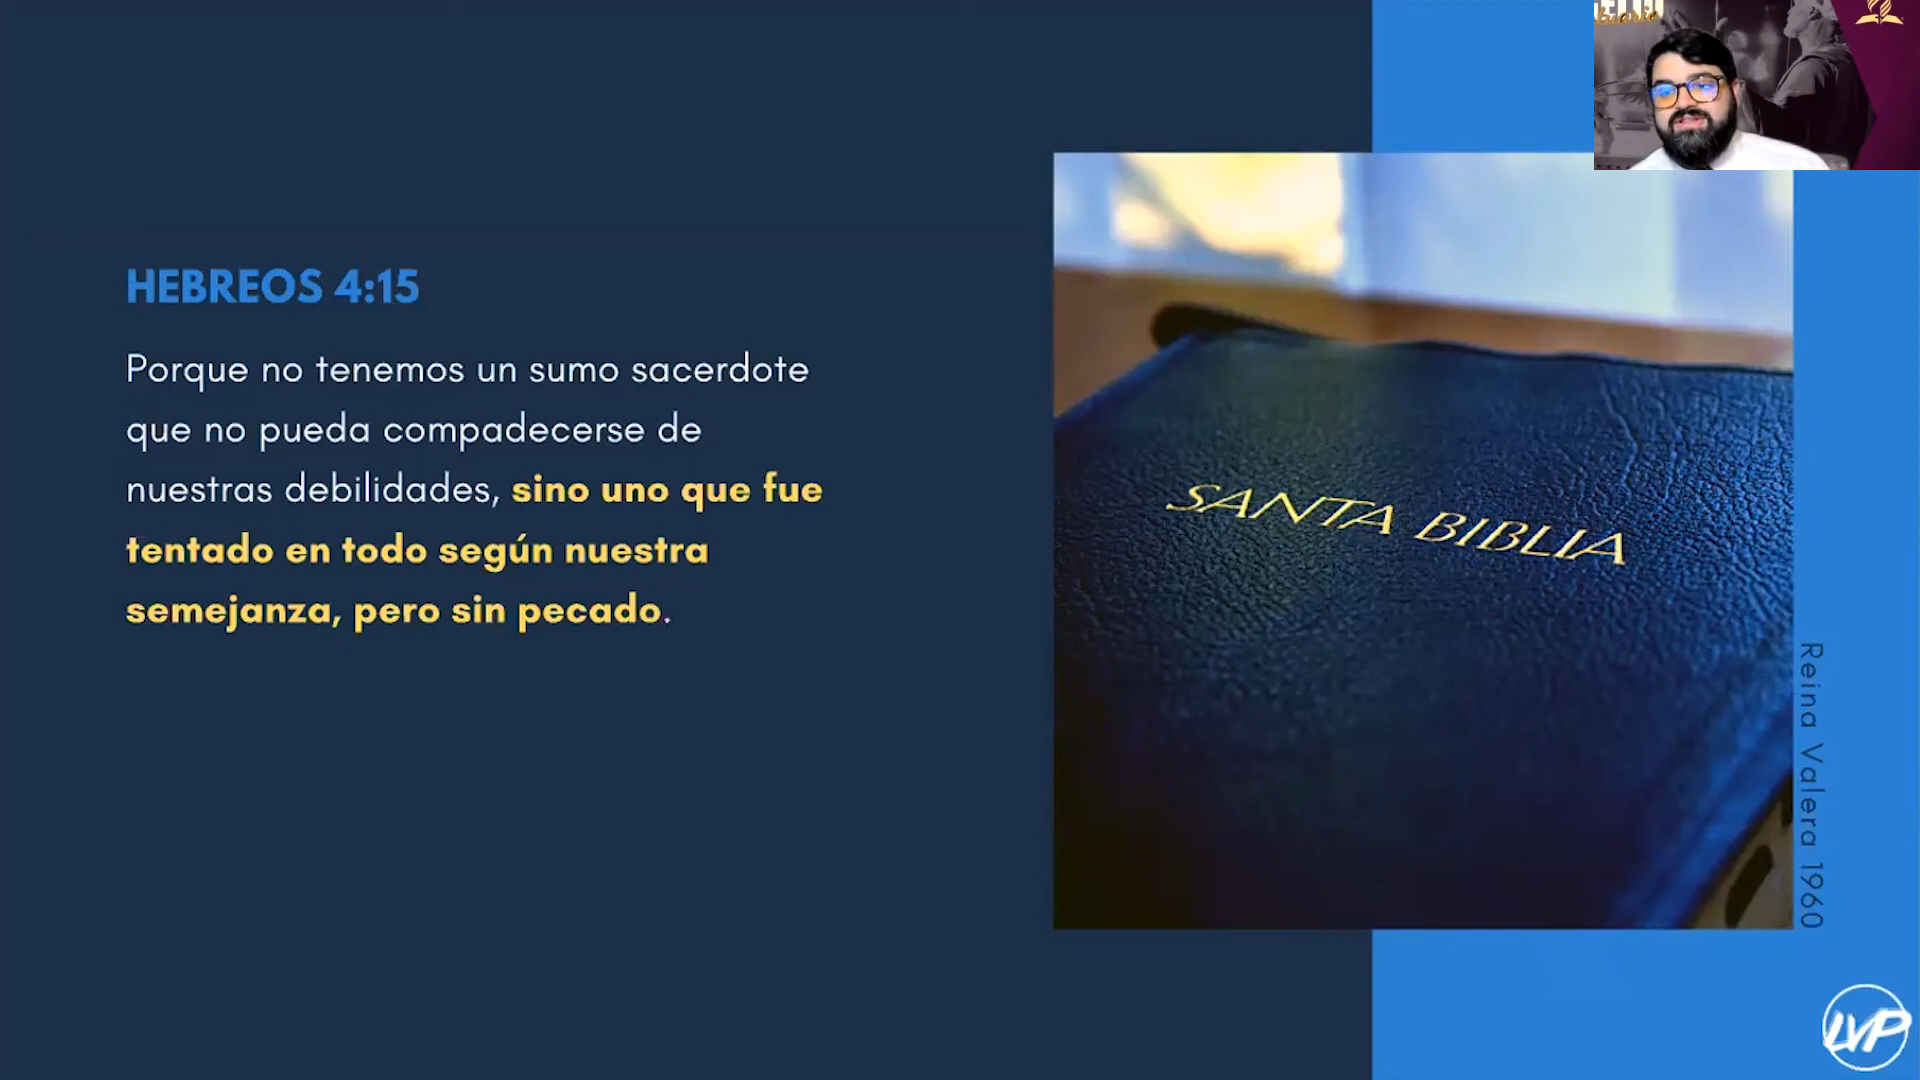 HEBREOS 4:15
Porque no tenemos un sumo sacerdote
que no pueda compadecerse de
nuestras debilidades, sino uno que fue
tentado en todo según nuestra
semejanza, pero sin pecado.
SANTA BIBLIA
Reina Valera 1960
LVP